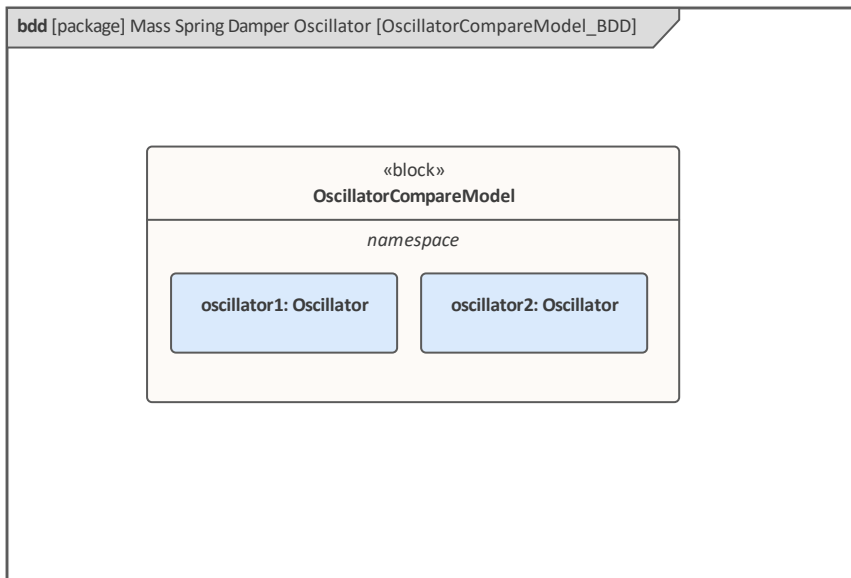 bdd [package] Mass Spring Damper Oscillator [OscillatorCompareModel_BDD]
«block»
OscillatorCompareModel
namespace
oscillator1: Oscillator
oscillator2: Oscillator